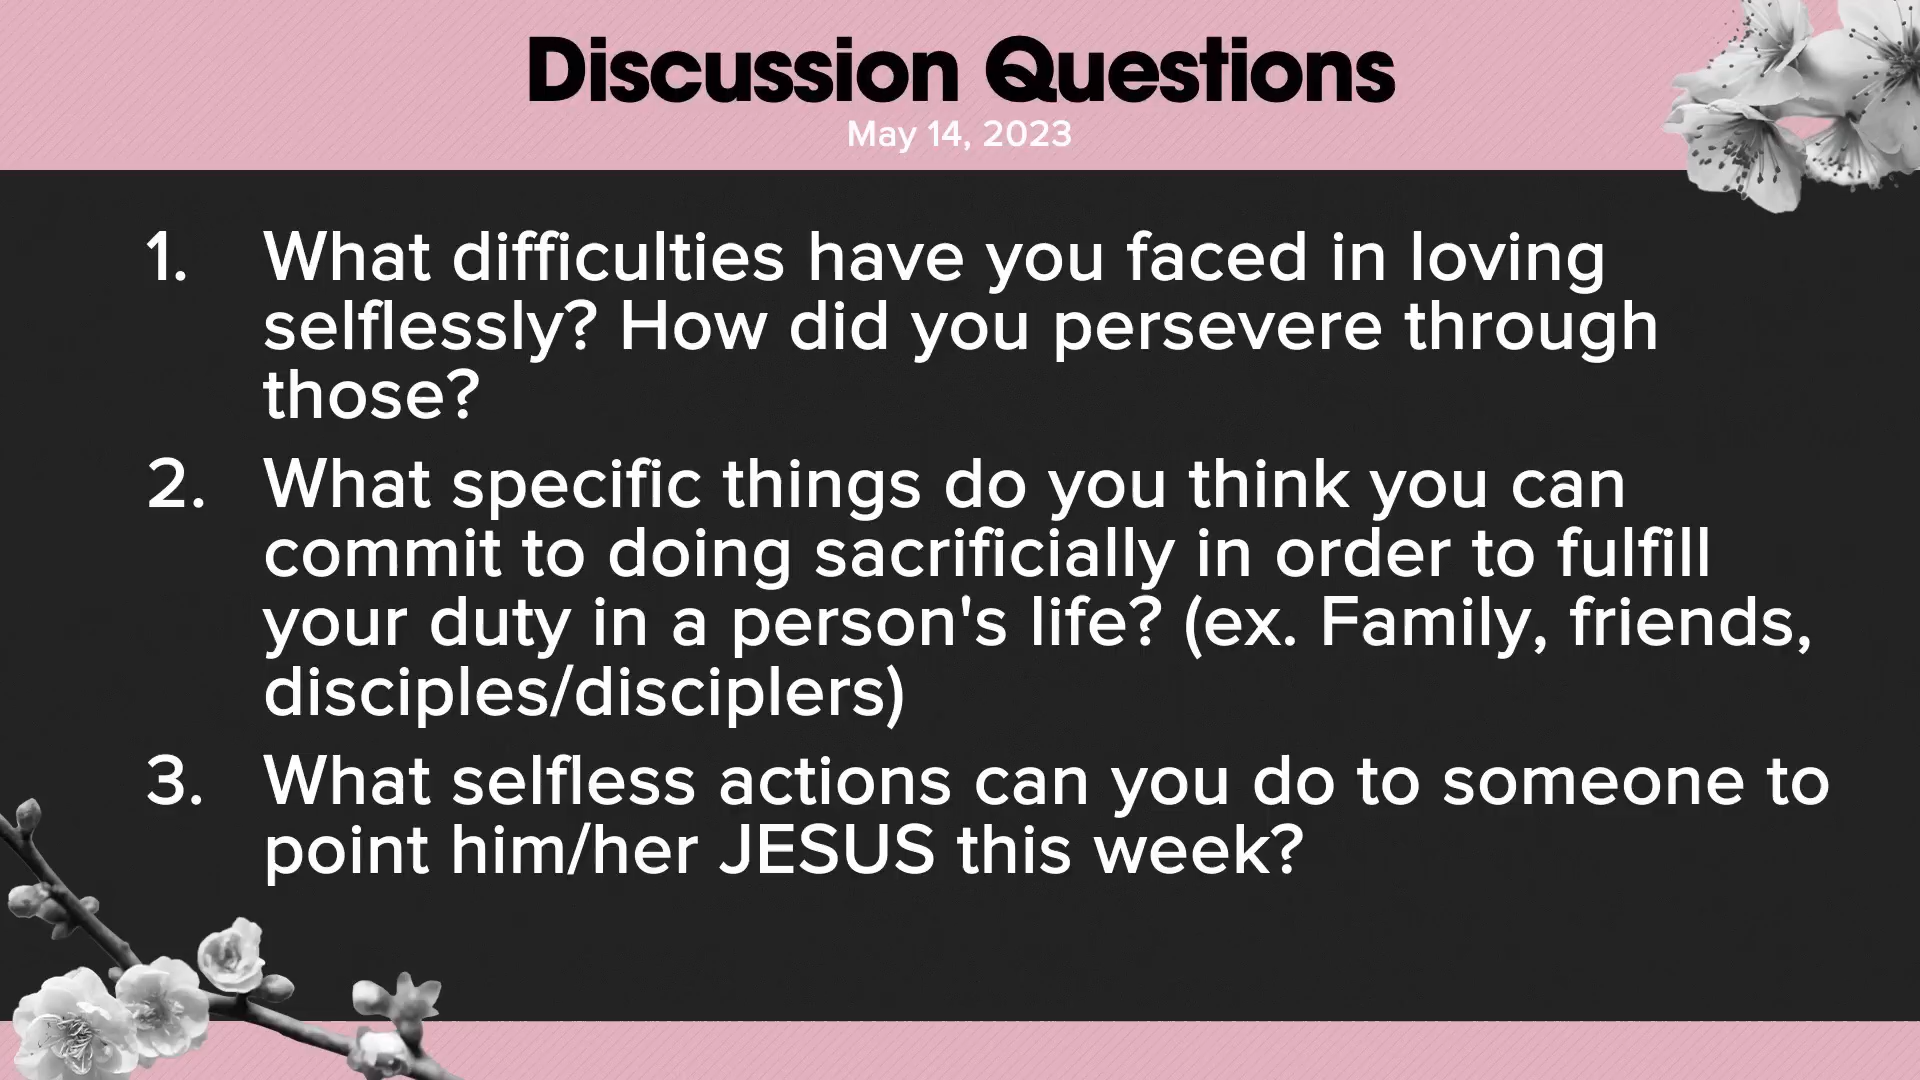 Discussion Questions
May 14, 2023
1. What difficulties have you faced in loving
selflessly? How did you persevere through
those?
2. What specific things do you think you can
commit to doing sacrificially in order to fulfill
your duty in a person's life? (ex. Family, friends,
disciples/disciplers)
3. What selfless actions can you do to someone to
point him/her JESUS this week?